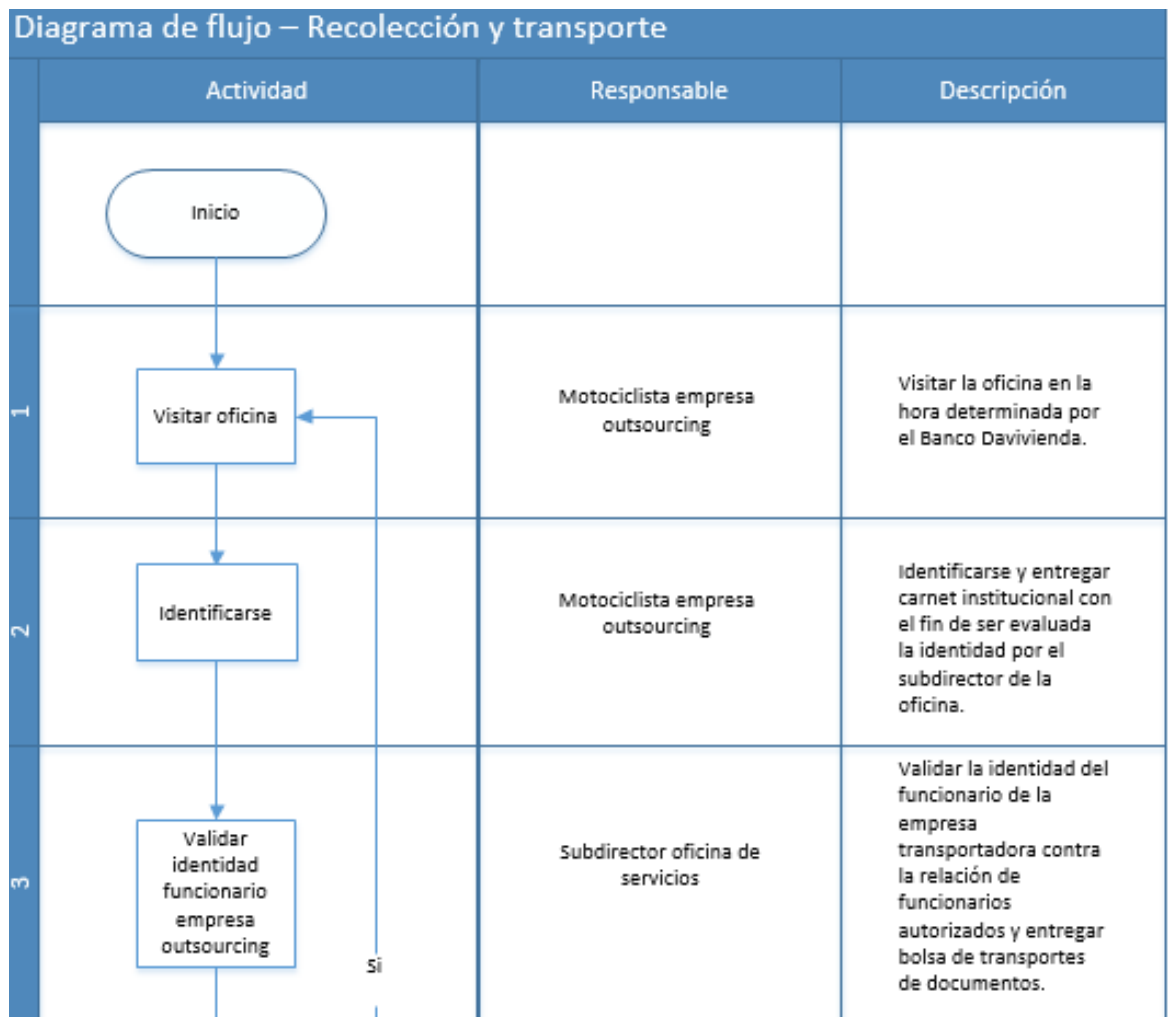 Diagrama de flujo – Recolección y transporte
Actividad
Responsable
Descripción
Inicio
1
Visitar oficina
Motociclista empresa
outsourcing
Visitar la oficina en la
hora determinada por
el Banco Davivienda.
2
Identificarse
Motociclista empresa
outsourcing
Identificarse y entregar
carnet institucional con
el fin de ser evaluada
la identidad por el
subdirector de la
oficina.
3
Validar
identidad
funcionario
empresa
outsourcing
Si
Subdirector oficina de
servicios
Validar la identidad del
funcionario de la
empresa
transportadora contra
la relación de
funcionarios
autorizados y entregar
bolsa de transportes
de documentos.